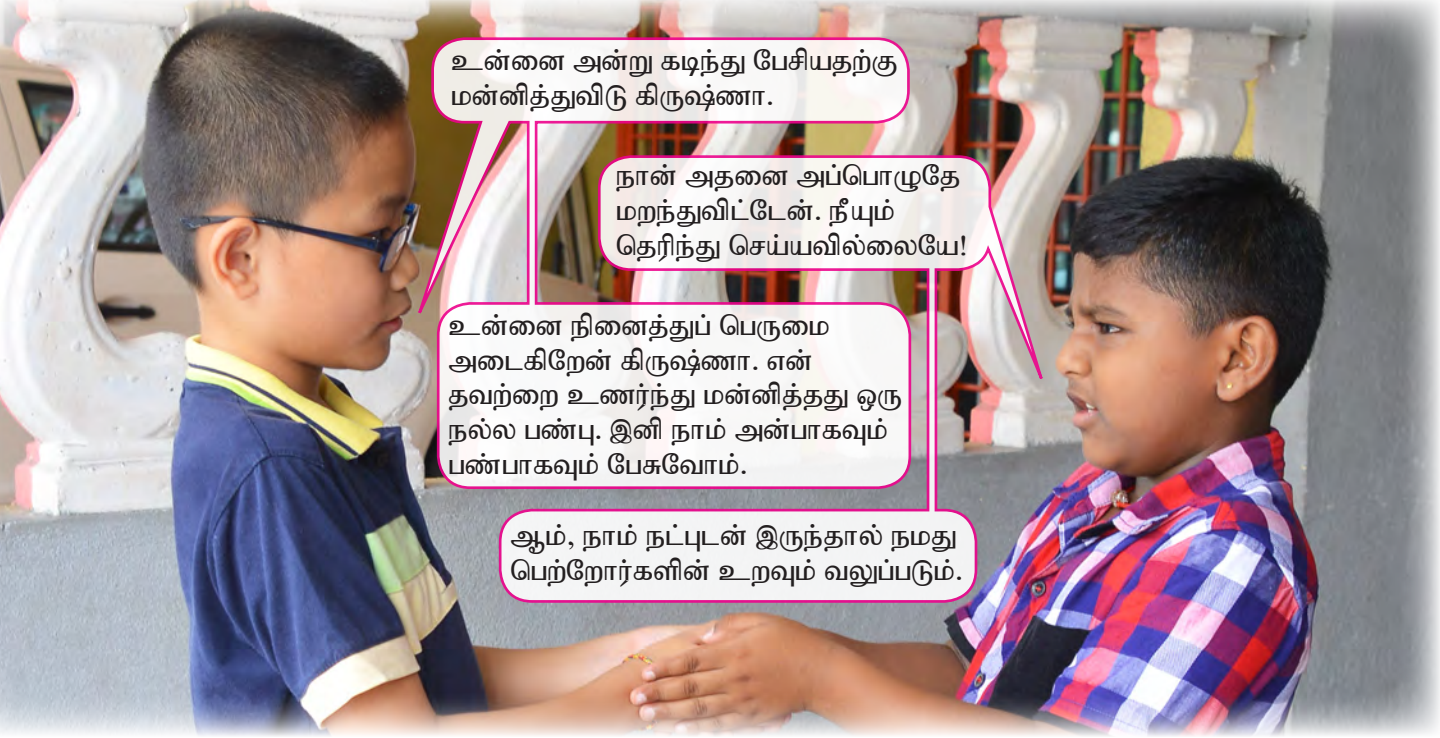 உன்னை அன்று கடிந்து பேசியதற்கு
மன்னித்துவிடு கிருஷ்ணா.
நான் அதனை அப்பொழுதே
மறந்துவிட்டேன். நீயும்
தெரிந்து செய்யவில்லையே!
உன்னை நினைத்துப் பெருமை
அடைகிறேன் கிருஷ்ணா. என்
தவற்றை உணர்ந்து மன்னித்தது ஒரு
நல்ல பண்பு. இனி நாம் அன்பாகவும்
பண்பாகவும் பேசுவோம்.
ஆம், நாம் நட்புடன் இருந்தால் நமது
பெற்றோர்களின் உறவும் வலுப்படும்.